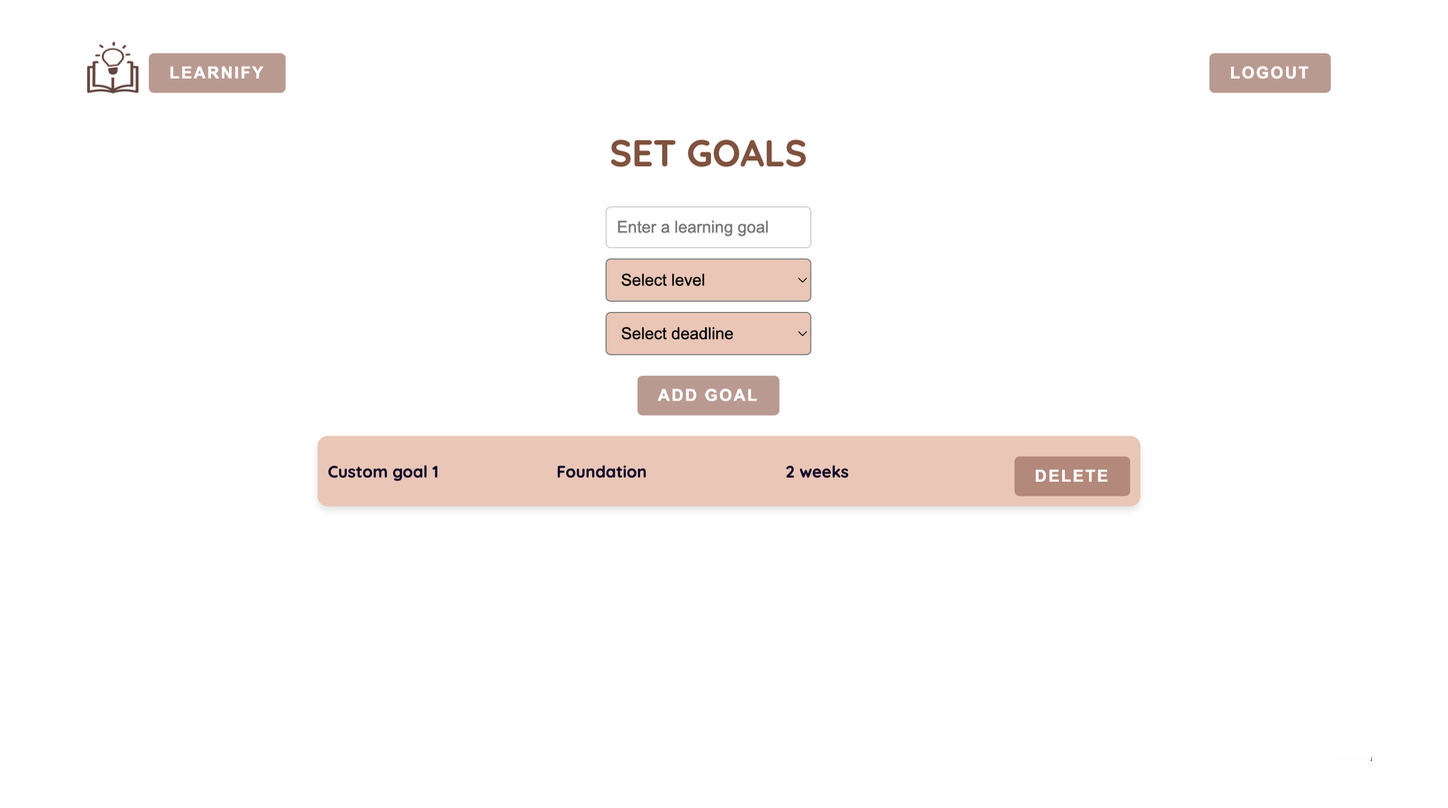 LEARNIFY
LOGOUT
SET GOALS
Enter a learning goal
Select level
Select deadline
ADD GOAL
Custom goal 1 Foundation 2 weeks DELETE